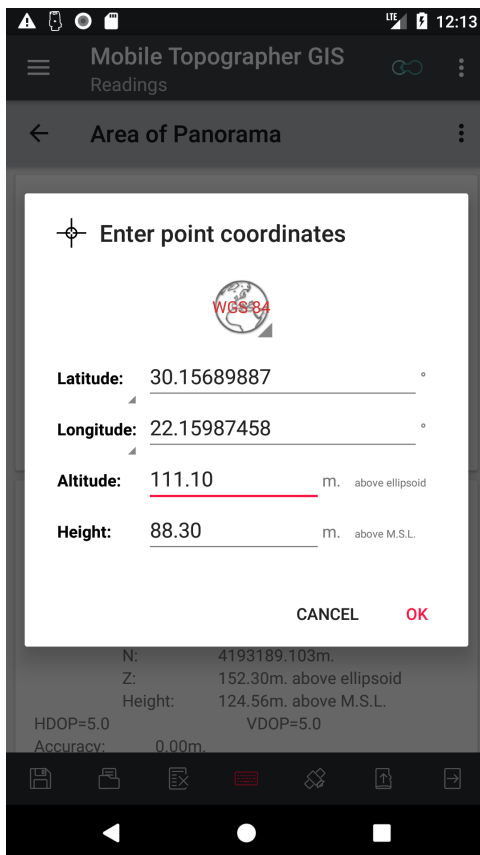 LTE 12:13
Mobile Topographer GIS
Readings
Area of Panorama
Enter point coordinates
WGS 84
Latitude: 30.15689887 °
Longitude: 22.15987458 °
Altitude: 111.10 m. above ellipsoid
Height: 88.30 m. above M.S.L.
CANCEL OK
N: 4193189.103m.
Z: 152.30m. above ellipsoid
Height: 124.56m. above M.S.L.
HDOP=5.0 VDOP=5.0
Accuracy: 0.00m.